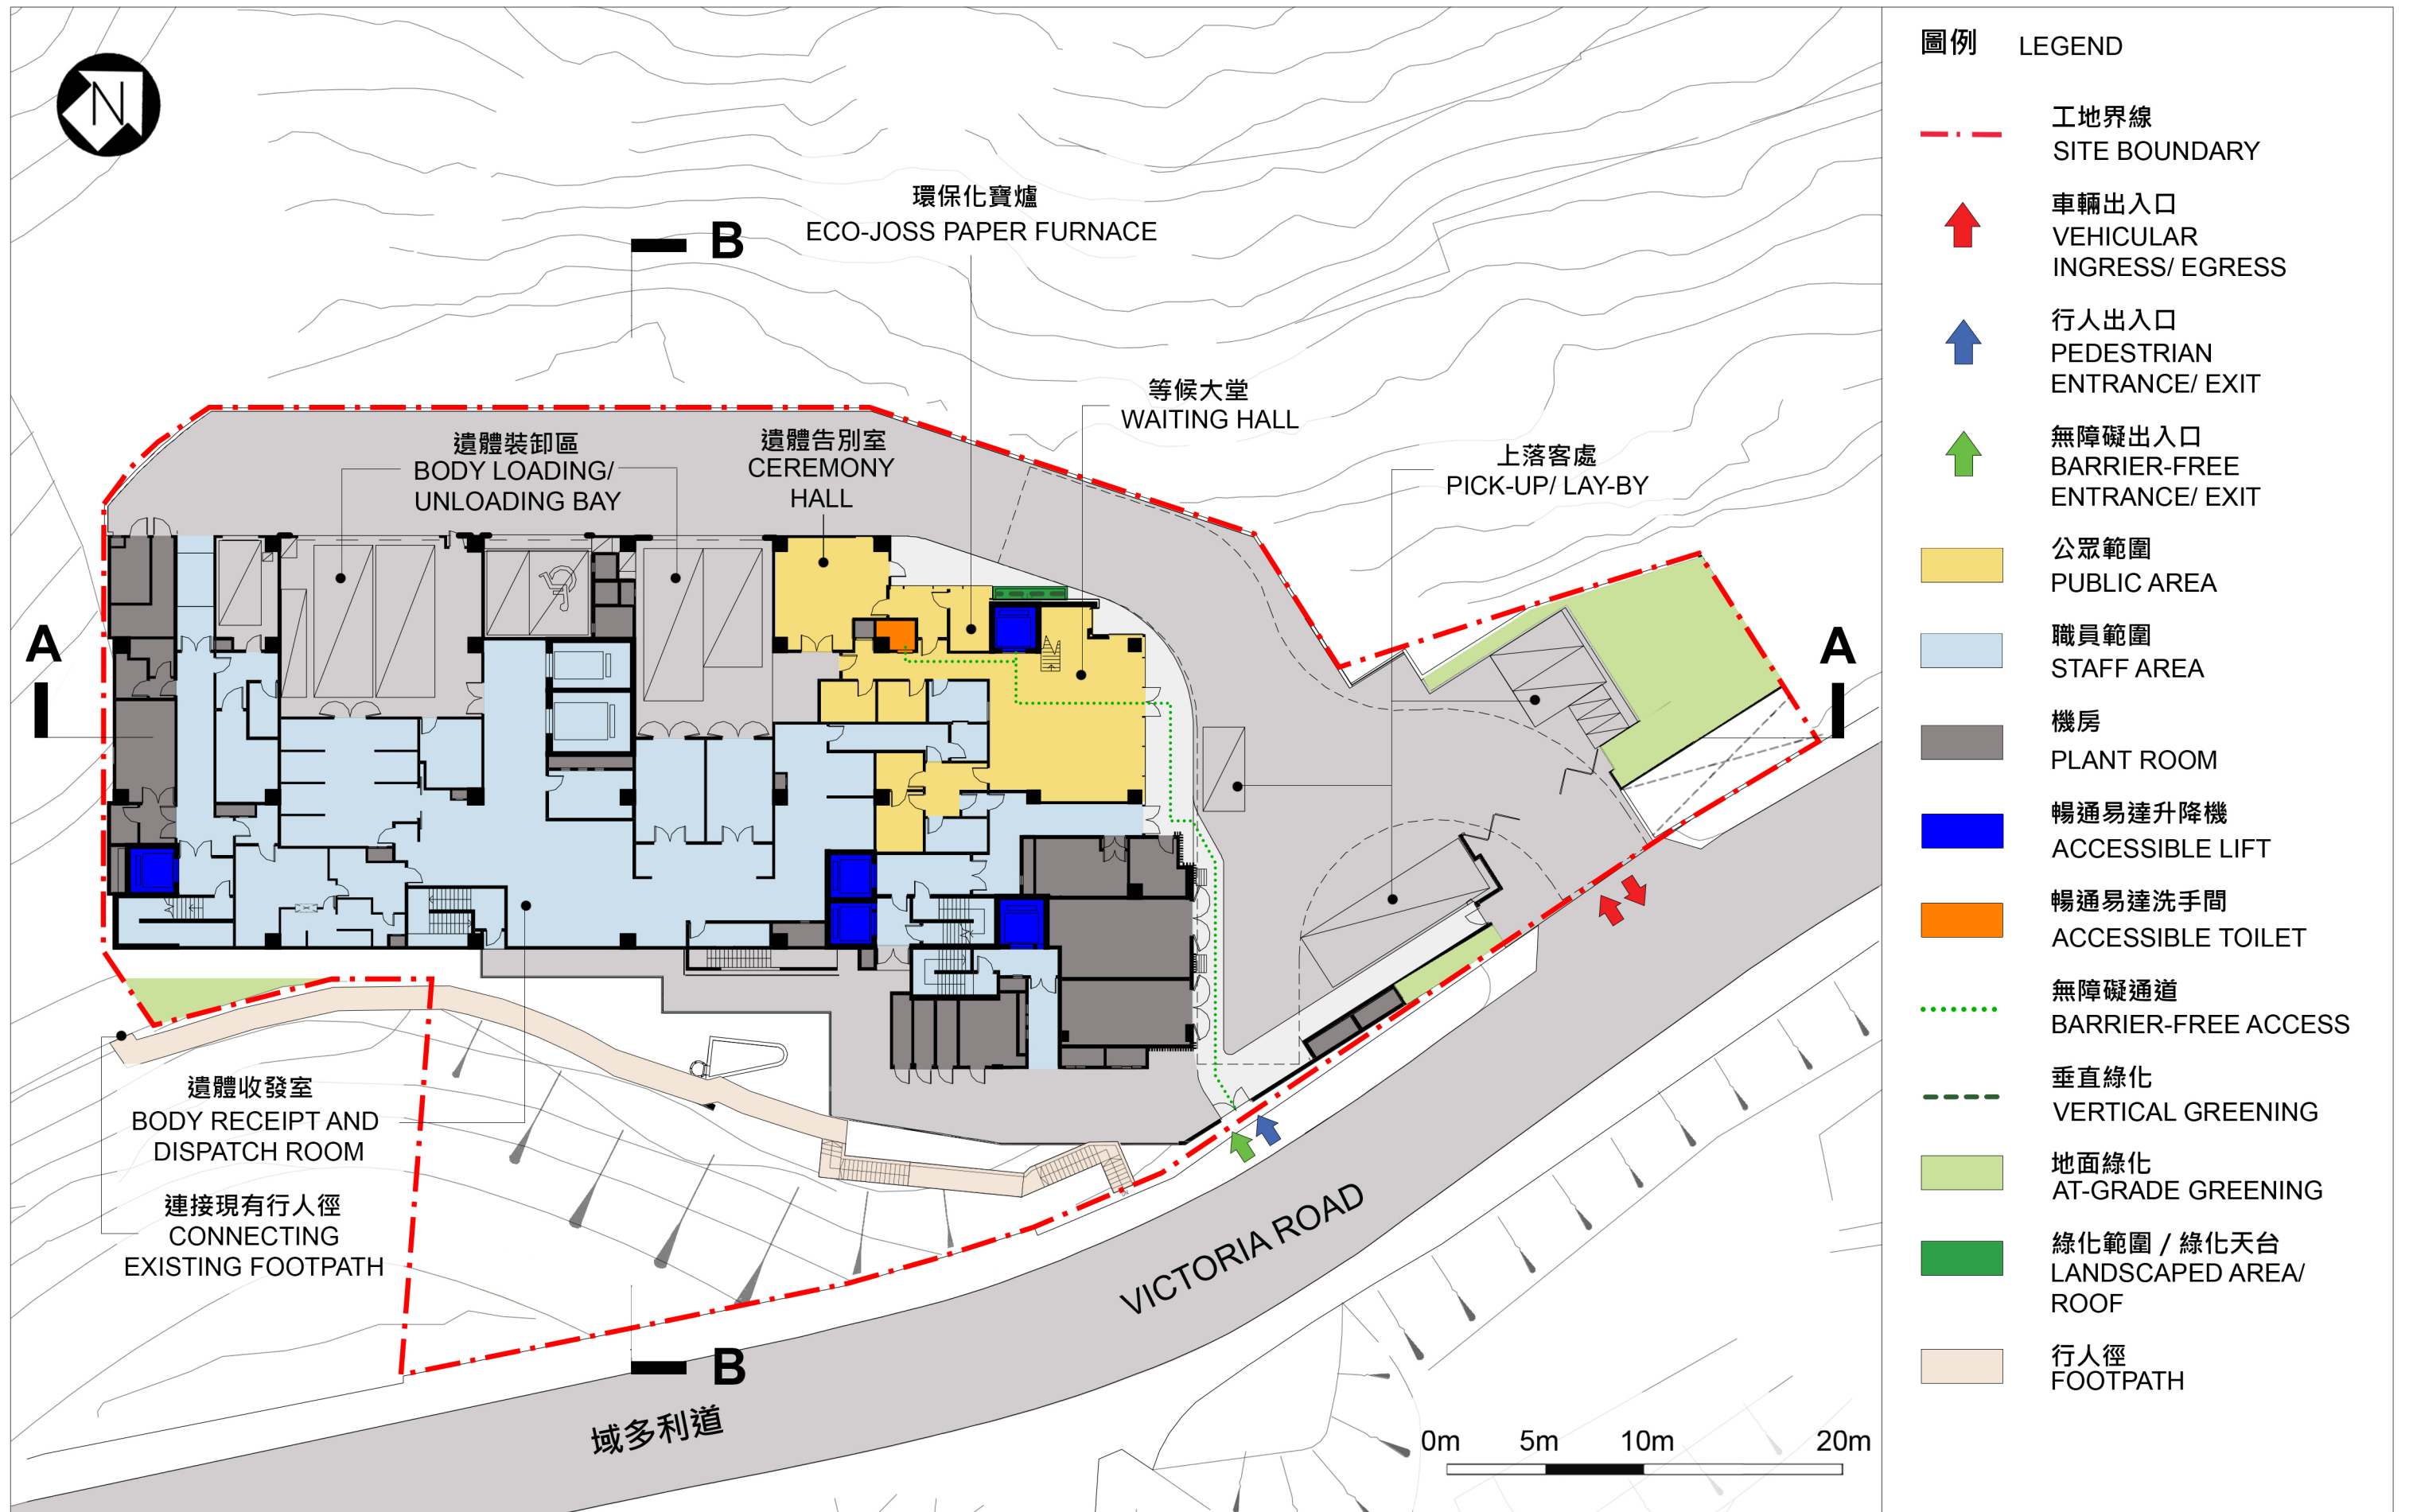 N
環保化寶爐
ECO-JOSS PAPER FURNACE
B
等候大堂
WAITING HALL
遺體裝卸區
BODY LOADING/
UNLOADING BAY
遺體告別室
CEREMONY
HALL
上落客處
PICK-UP/ LAY-BY
A
A
遺體收發室
BODY RECEIPT AND
DISPATCH ROOM
連接現有行人徑
CONNECTING
EXISTING FOOTPATH
B
VICTORIA ROAD
域多利道
0m 5m 10m 20m
圖例 LEGEND
工地界線
SITE BOUNDARY
車輛出入口
VEHICULAR
INGRESS/ EGRESS
行人出入口
PEDESTRIAN
ENTRANCE/ EXIT
無障礙出入口
BARRIER-FREE
ENTRANCE/ EXIT
公眾範圍
PUBLIC AREA
職員範圍
STAFF AREA
機房
PLANT ROOM
暢通易達升降機
ACCESSIBLE LIFT
暢通易達洗手間
ACCESSIBLE TOILET
無障礙通道
BARRIER-FREE ACCESS
垂直綠化
VERTICAL GREENING
地面綠化
AT-GRADE GREENING
綠化範圍 / 綠化天台
LANDSCAPED AREA/
ROOF
行人徑
FOOTPATH